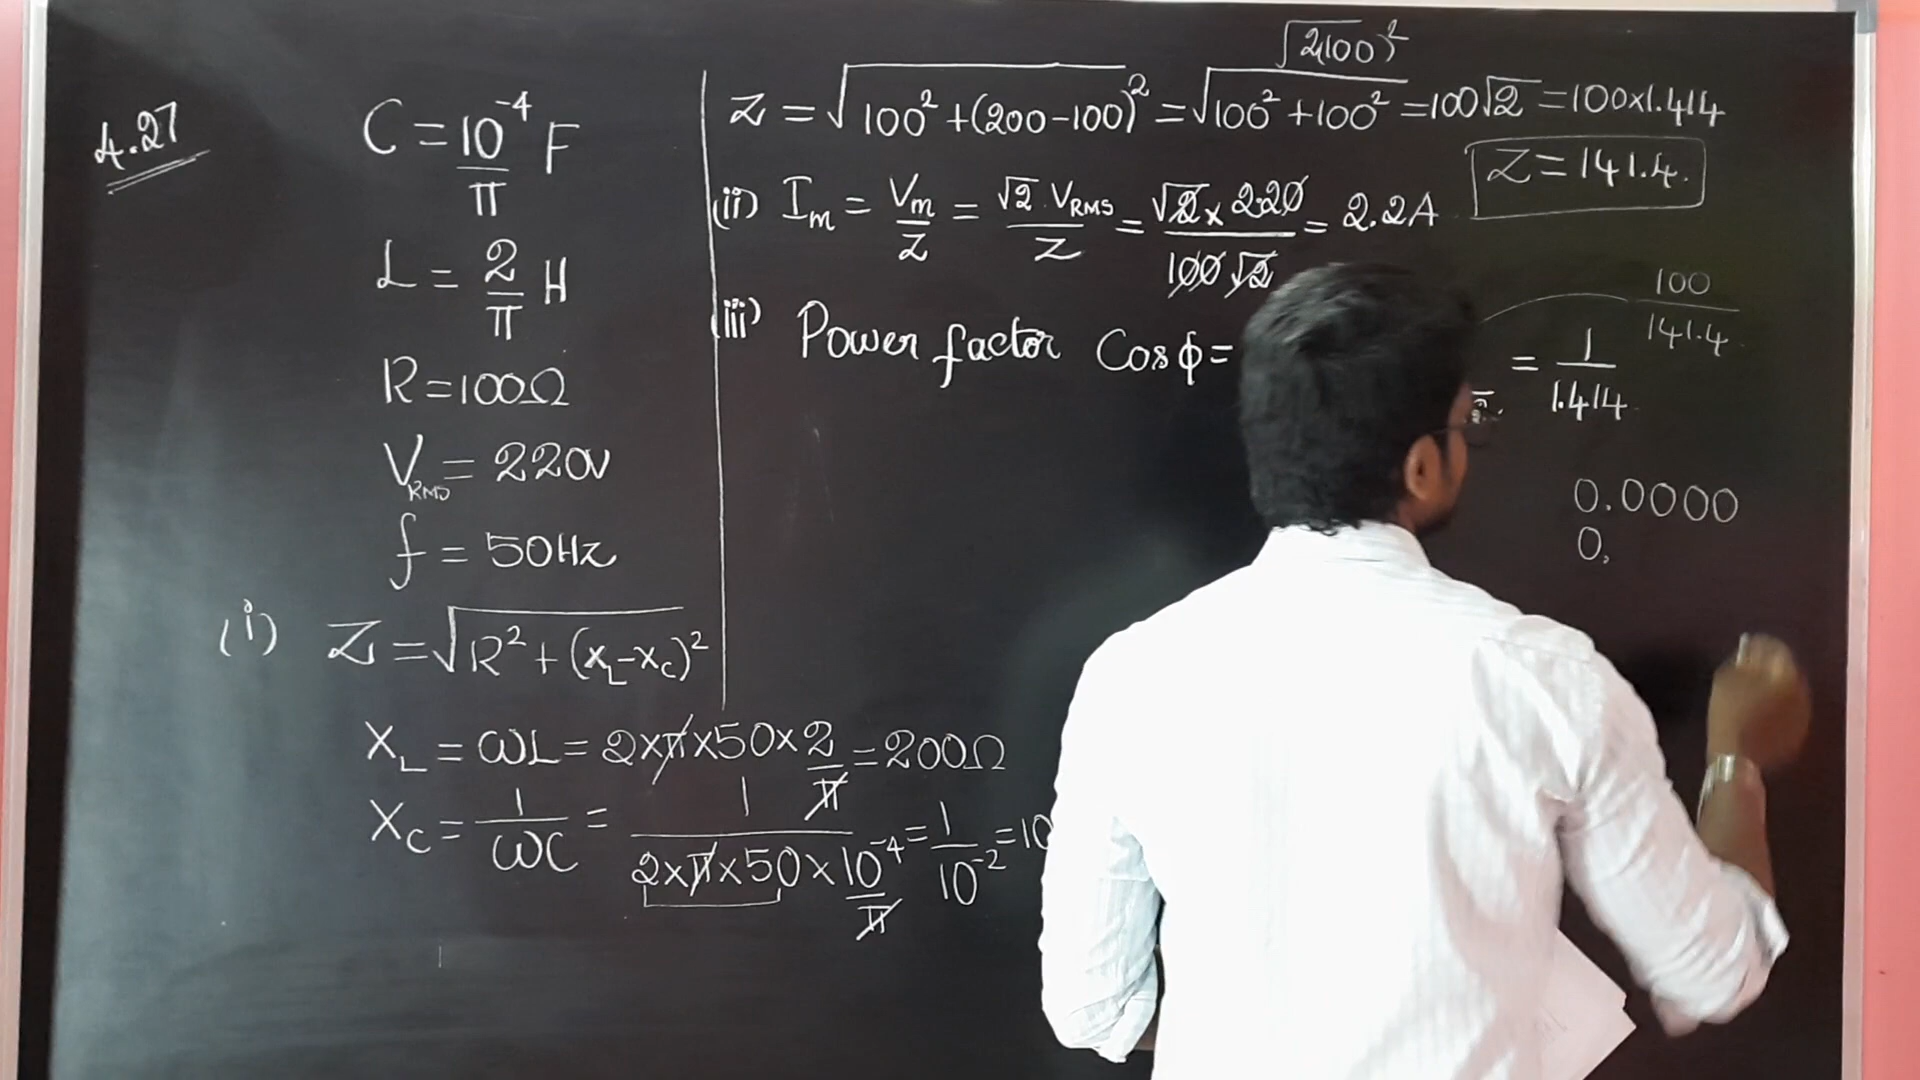 4.27
C = 10⁻⁴/π F
L = 2/π H
R = 100Ω
V_RMS = 220V
f = 50Hz
(i) Z = √(R² + (X_L - X_C)²)
X_L = ωL = 2×π×50×2/π = 200Ω
X_C = 1/ωC = 1/(2×π×50×10⁻⁴/π) = 1/10⁻² = 10
√2(100)²
Z = √(100² + (200-100)²) = √(100² + 100²) = 100√2 = 100×1.414
Z = 141.4.
(ii) I_m = V_m/Z = √2 V_RMS/Z = √2 × 220/100√2 = 2.2A
(iii) Power factor Cos ϕ = = 1/1.414
100/141.4
0.0000
0.